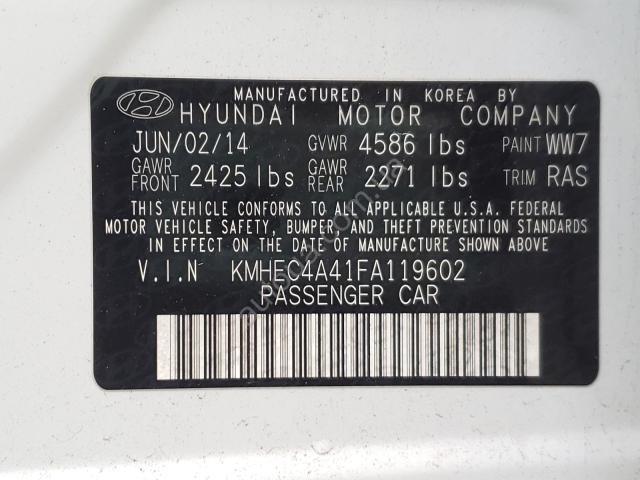 MANUFACTURED IN KOREA BY
HYUNDAI MOTOR COMPANY
JUN/02/14 GVWR 4586 lbs PAINT WW7
GAWR FRONT 2425 lbs GAWR REAR 2271 lbs TRIM RAS
THIS VEHICLE CONFORMS TO ALL APPLICABLE U.S.A. FEDERAL
MOTOR VEHICLE SAFETY, BUMPER, AND THEFT PREVENTION STANDARDS
IN EFFECT ON THE DATE OF MANUFACTURE SHOWN ABOVE
V.I.N KMHEC4A41FA119602
PASSENGER CAR